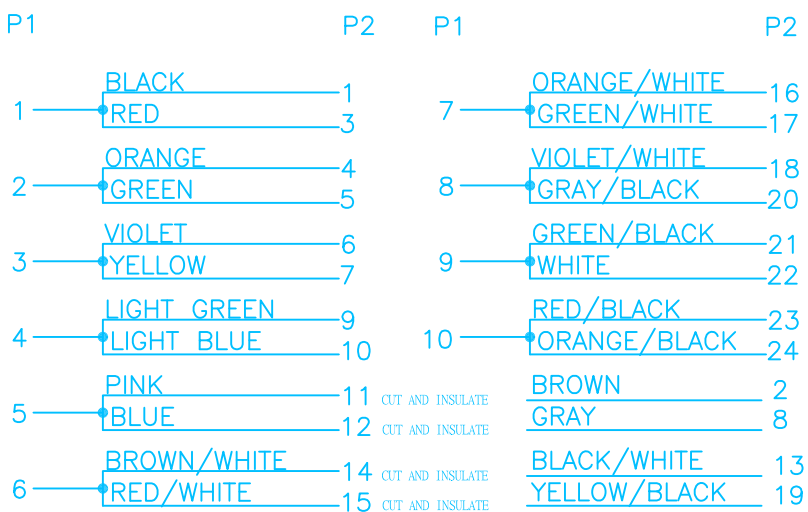 P1 P2
BLACK 1
1
RED 3
ORANGE 4
2
GREEN 5
VIOLET 6
3
YELLOW 7
LIGHT GREEN 9
4
LIGHT BLUE 10
PINK 11 CUT AND INSULATE
5
BLUE 12 CUT AND INSULATE
BROWN/WHITE 14 CUT AND INSULATE
6
RED/WHITE 15 CUT AND INSULATE
P1 P2
ORANGE/WHITE 16
7
GREEN/WHITE 17
VIOLET/WHITE 18
8
GRAY/BLACK 20
GREEN/BLACK 21
9
WHITE 22
RED/BLACK 23
10
ORANGE/BLACK 24
BROWN 2
GRAY 8
BLACK/WHITE 13
YELLOW/BLACK 19